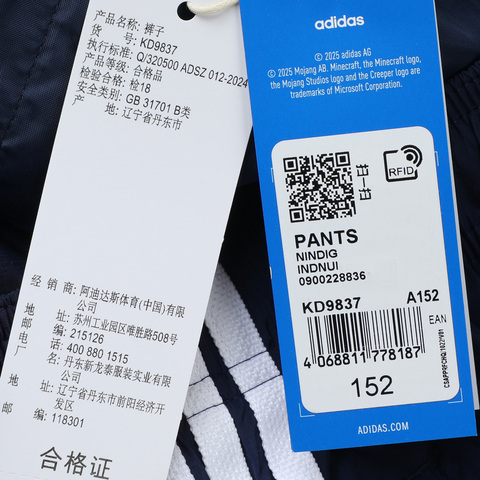 产品名称: 裤子
货 号: KD9837
执行标准: Q/320500 ADSZ 012-2024
产品等级: 合格品
检验合格: 检18
安全类别: GB 31701 B类
产 地: 辽宁省丹东市
经 销 商: 阿迪达斯体育(中国)有限公司
地 址: 苏州工业园区唯胜路508号
邮 编: 215126
电 话: 400 880 1515
厂 名: 丹东新龙泰服装实业有限公司
地 址: 辽宁省丹东市前阳经济开发区
邮 编: 118301
合格证
adidas
© 2025 adidas AG
© 2025 Mojang AB. Minecraft, the Minecraft logo,
the Mojang Studios logo and the Creeper logo are
trademarks of Microsoft Corporation.
RFID
PANTS
NINDIG
INDNUI
0900228836
KD9837 A152
EAN
4 068811 778187
152
ADIDAS.COM